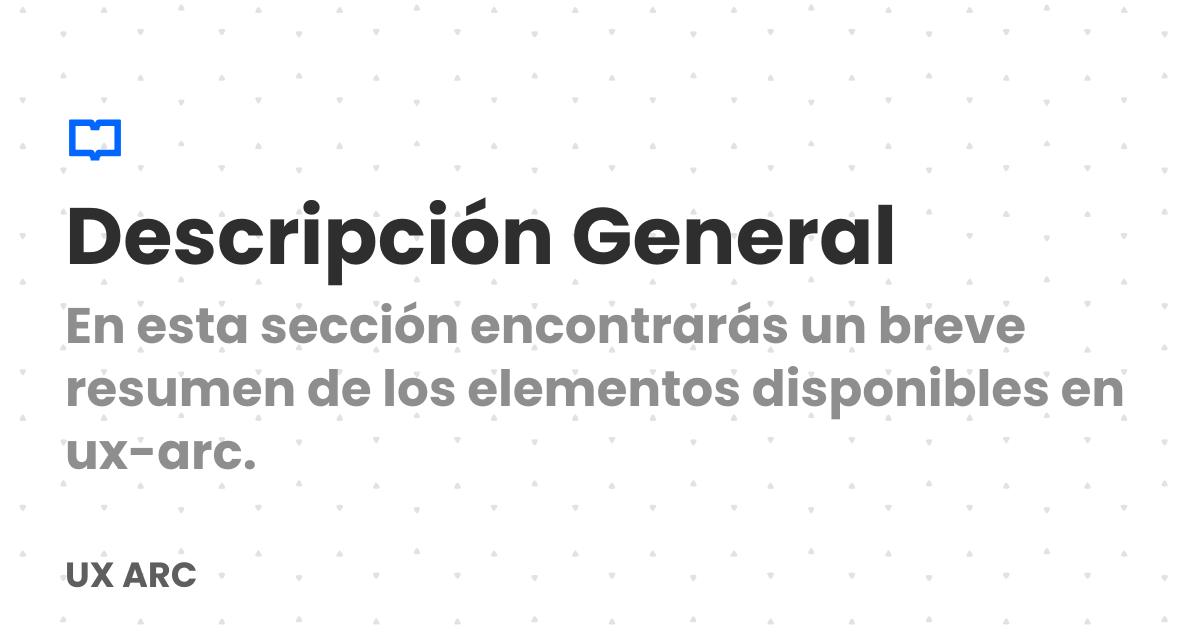 Descripción General
En esta sección encontrarás un breve
resumen de los elementos disponibles en
ux-arc.
UX ARC